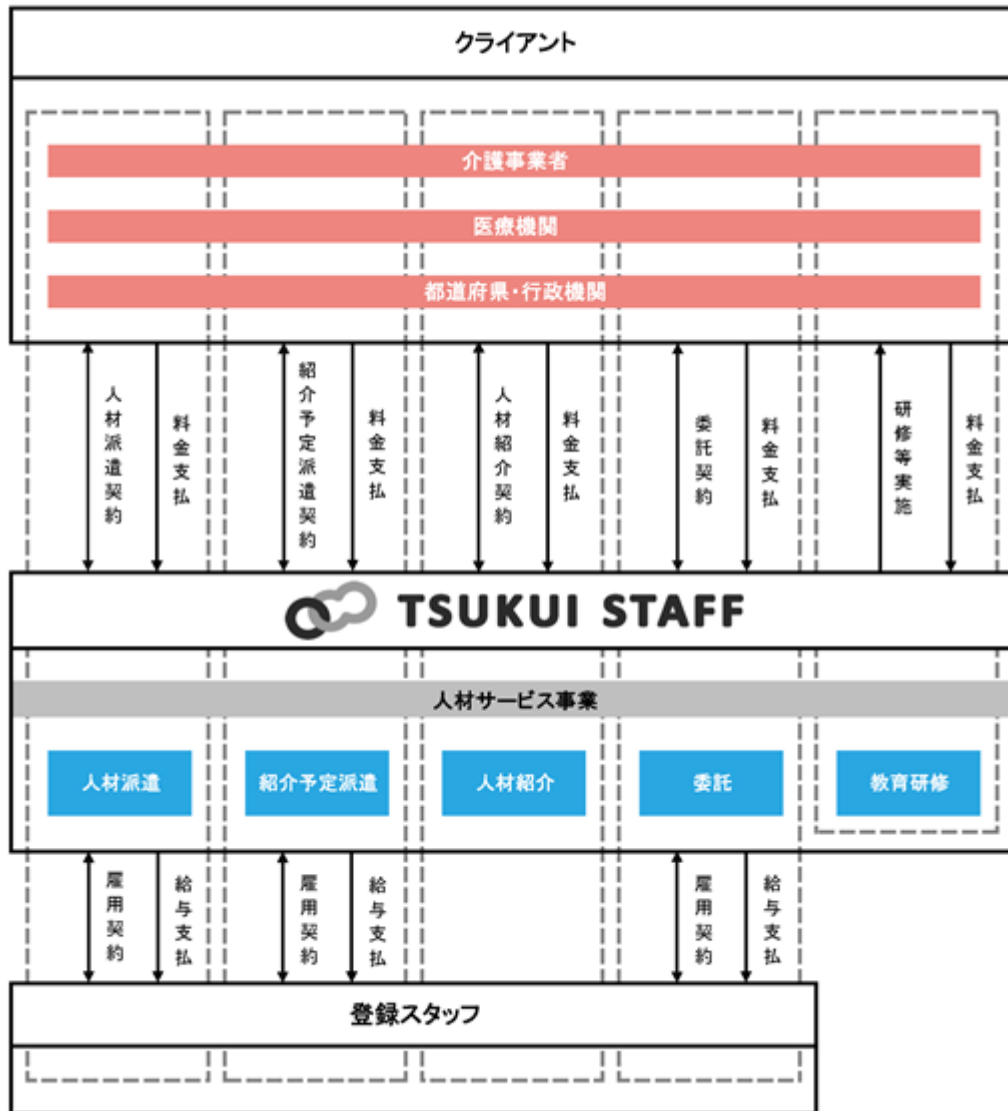 クライアント
介護事業者
医療機関
都道府県・行政機関
人材派遣契約
料金支払
紹介予定派遣契約
料金支払
人材紹介契約
料金支払
委託契約
料金支払
研修等実施
料金支払
TSUKUI STAFF
人材サービス事業
人材派遣
紹介予定派遣
人材紹介
委託
教育研修
雇用契約
給与支払
雇用契約
給与支払
雇用契約
給与支払
登録スタッフ